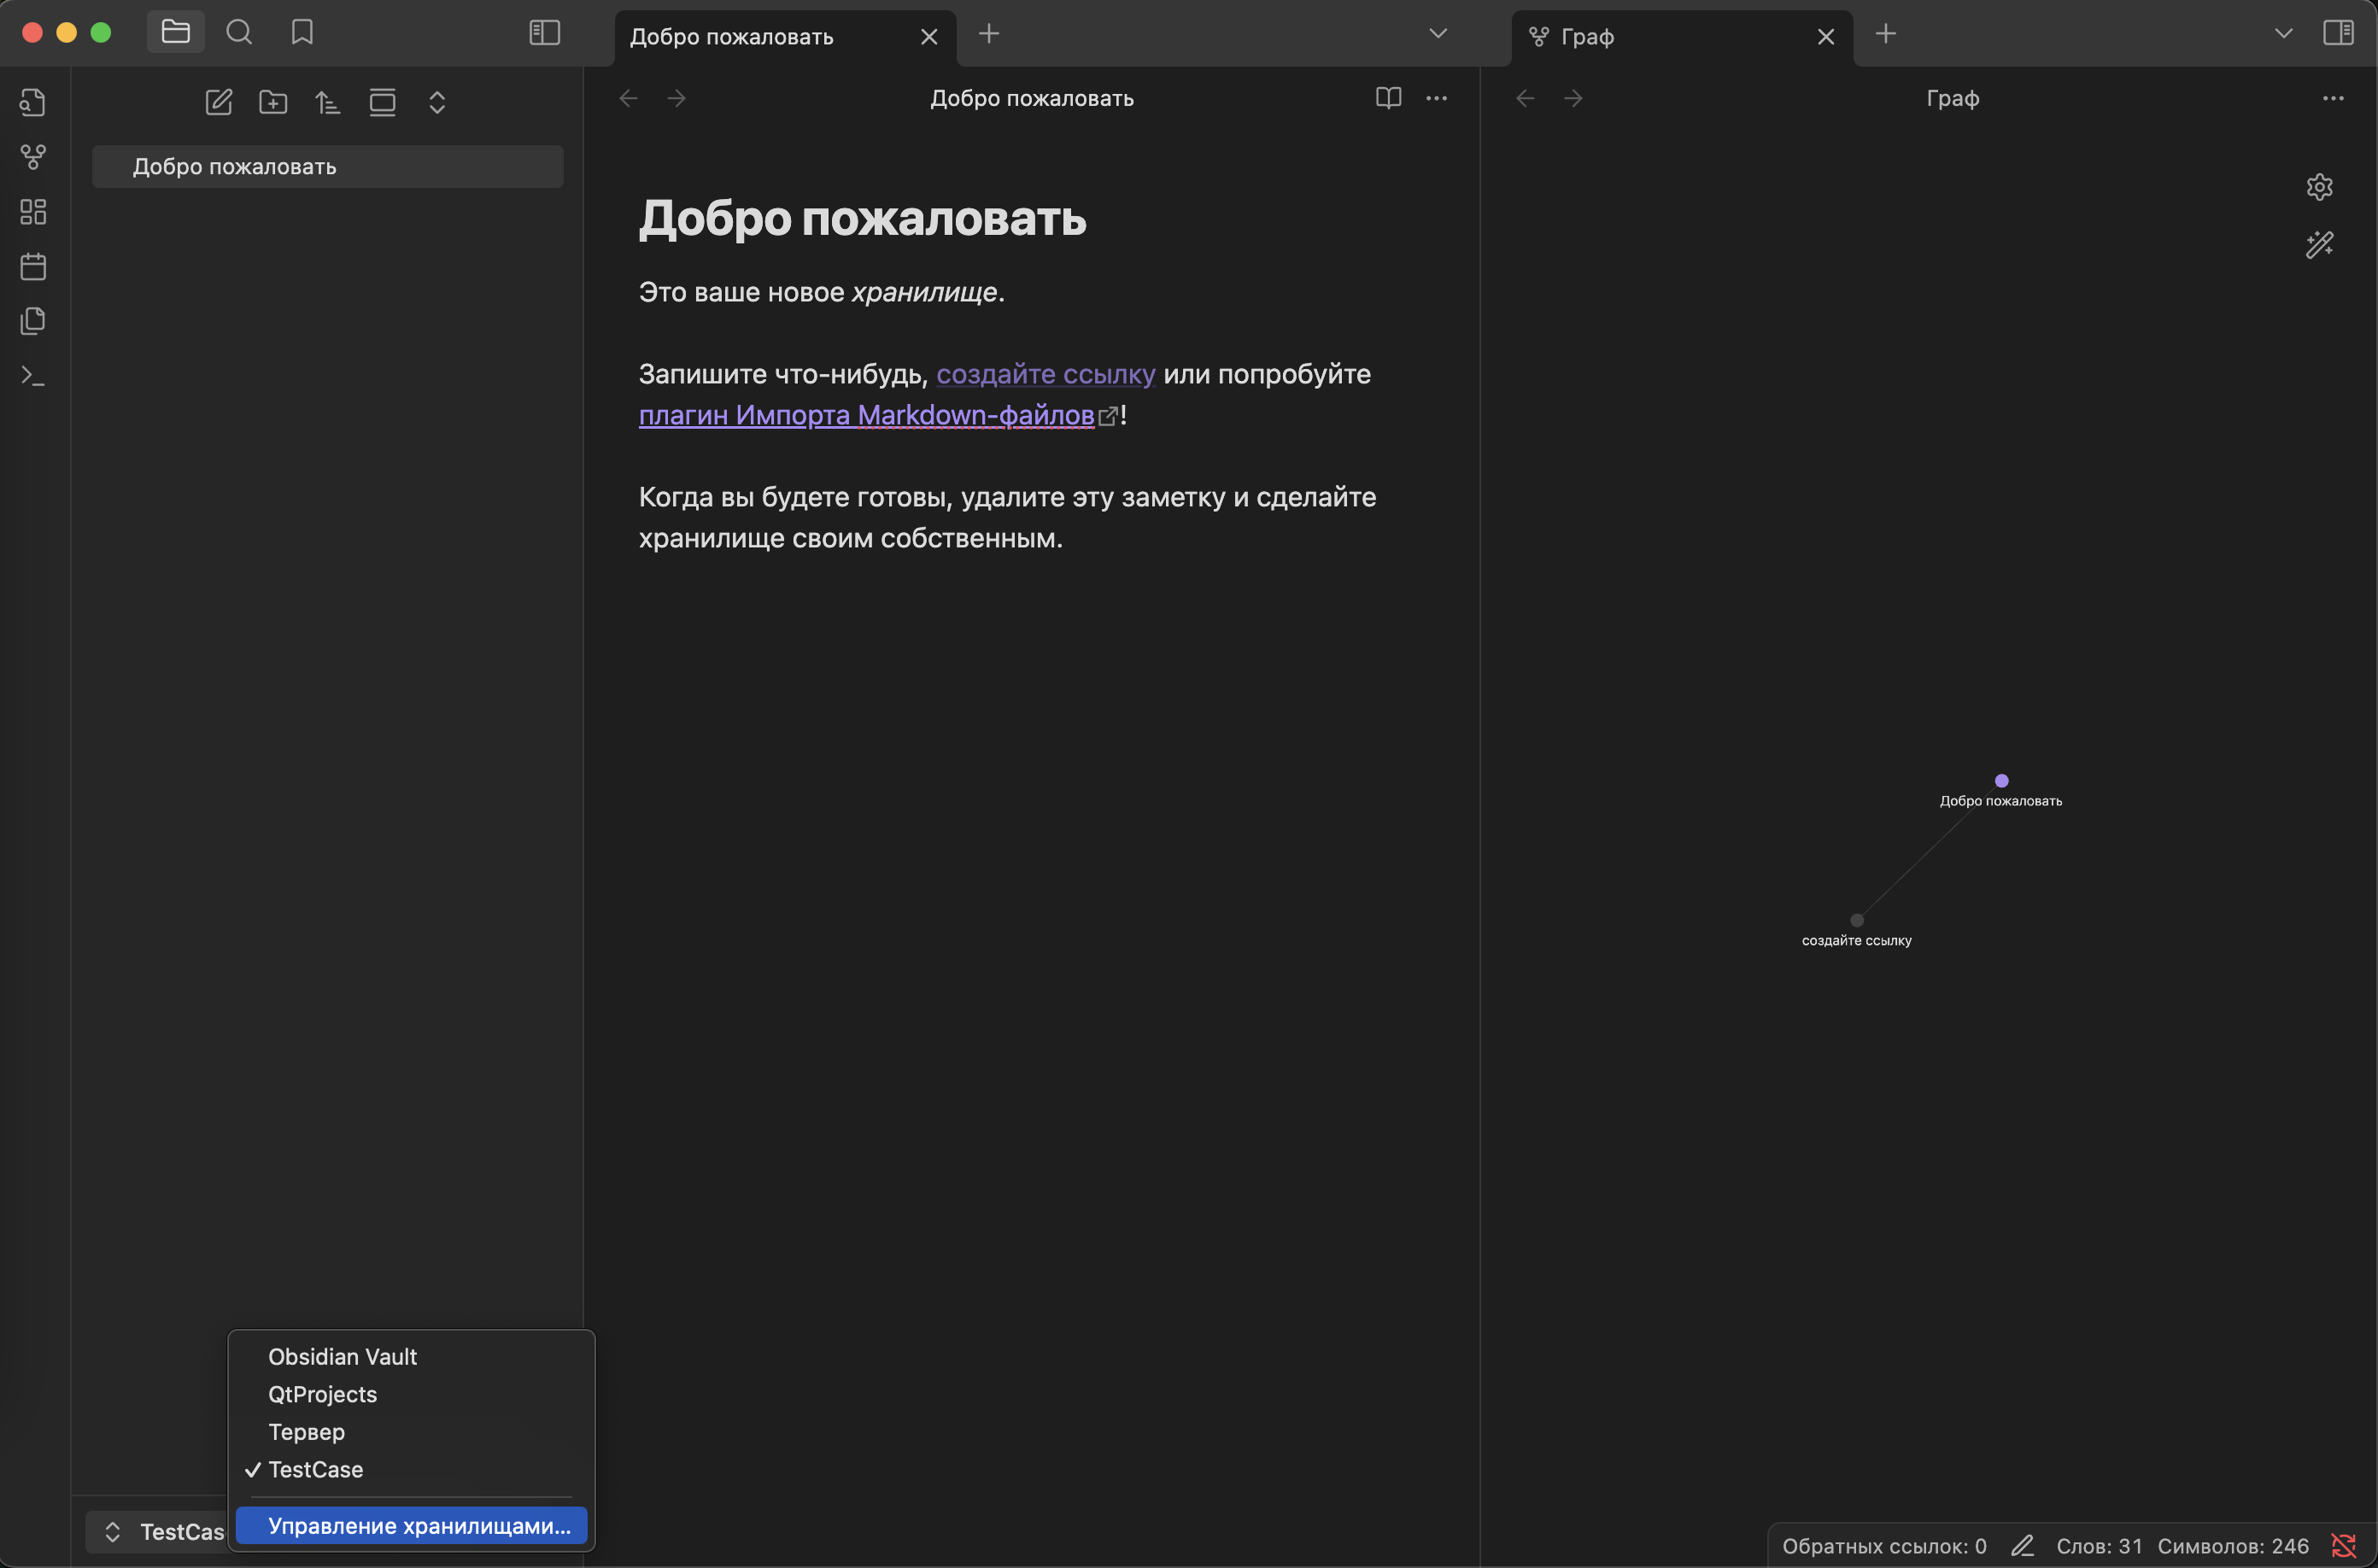 Добро пожаловать
Граф
Добро пожаловать
Граф
Добро пожаловать
Добро пожаловать
Это ваше новое хранилище.
Запишите что-нибудь, создайте ссылку или попробуйте
плагин Импорта Markdown-файлов!
Когда вы будете готовы, удалите эту заметку и сделайте
хранилище своим собственным.
Добро пожаловать
создайте ссылку
Obsidian Vault
QtProjects
Тервер
TestCase
Управление хранилищами...
TestCas
Обратных ссылок: 0 Слов: 31 Символов: 246